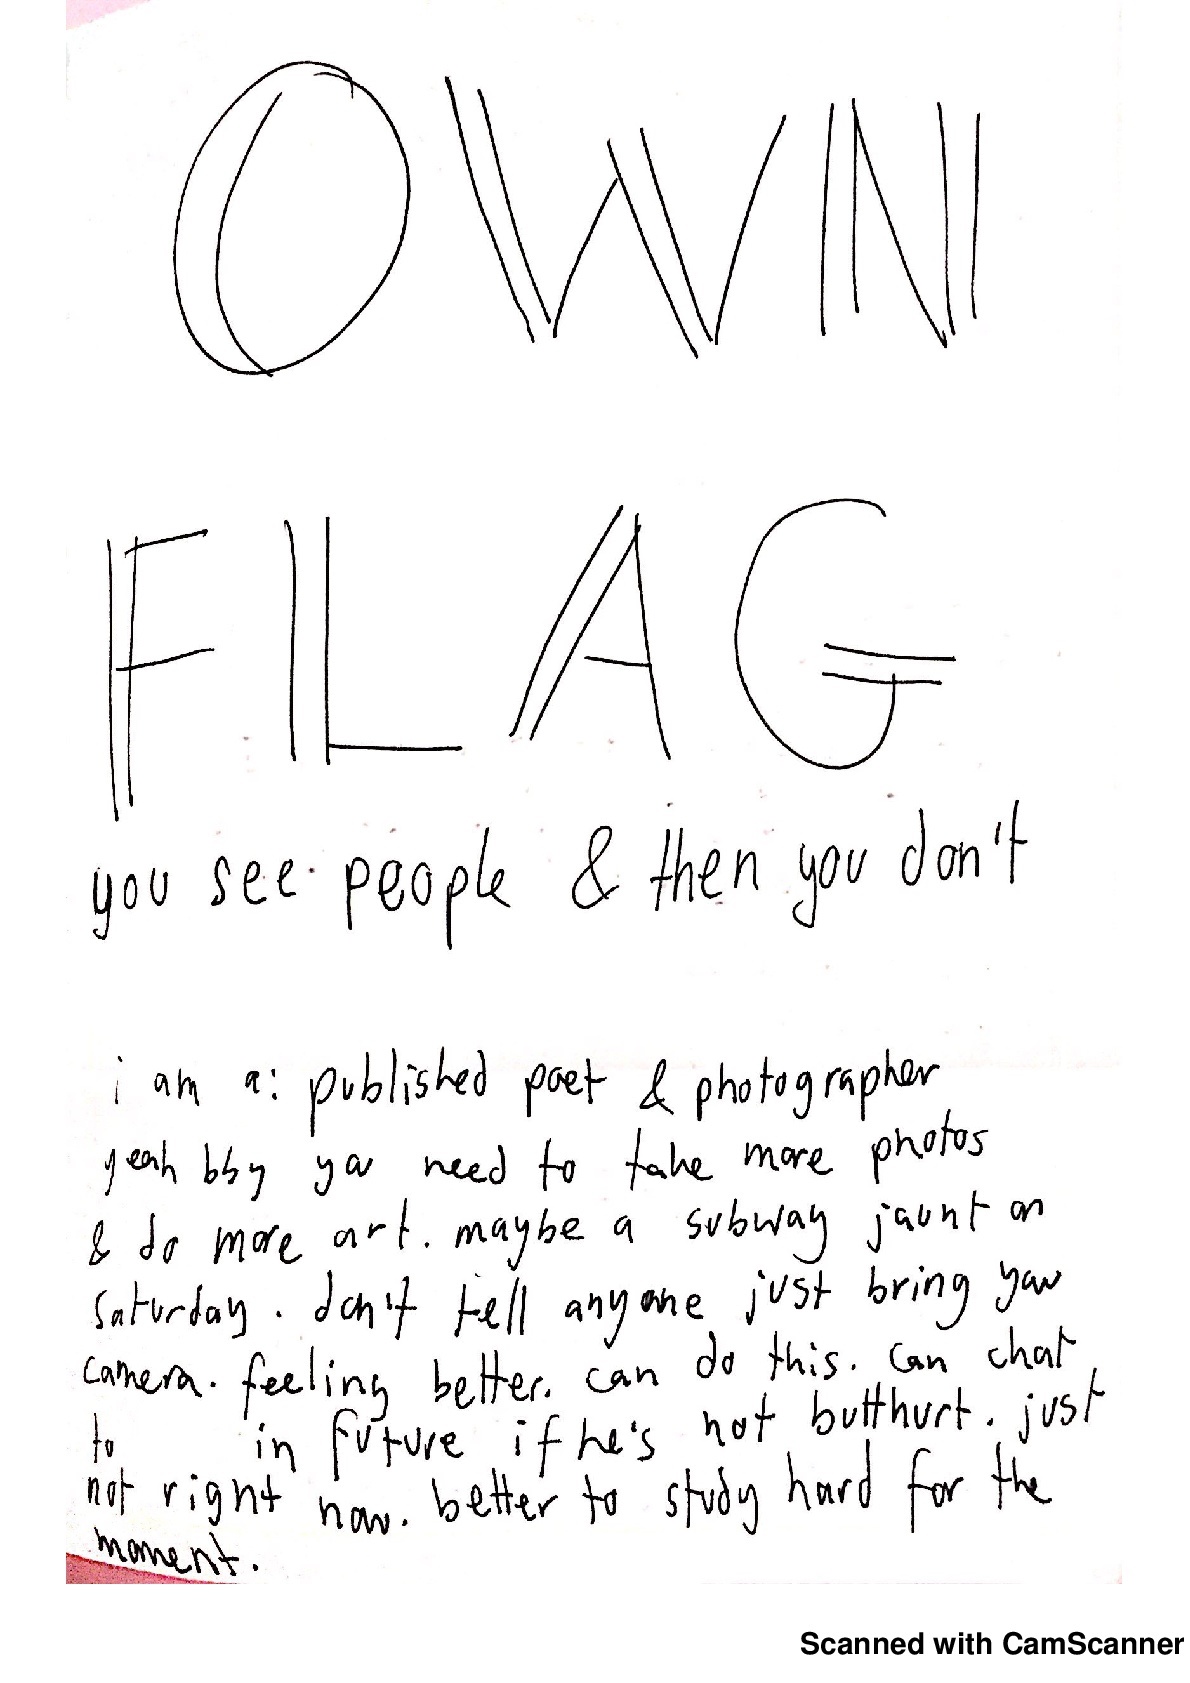 OWN
FLAG
you see people & then you don't
i am a: published poet & photographer
yeah bby ya need to take more photos
& do more art. maybe a subway jaunt on
saturday. don't tell anyone just bring yaw
camera. feeling better. can do this. can chat
to in future if he's not butthurt. just
not right now. better to study hard for the
moment.
Scanned with CamScanner